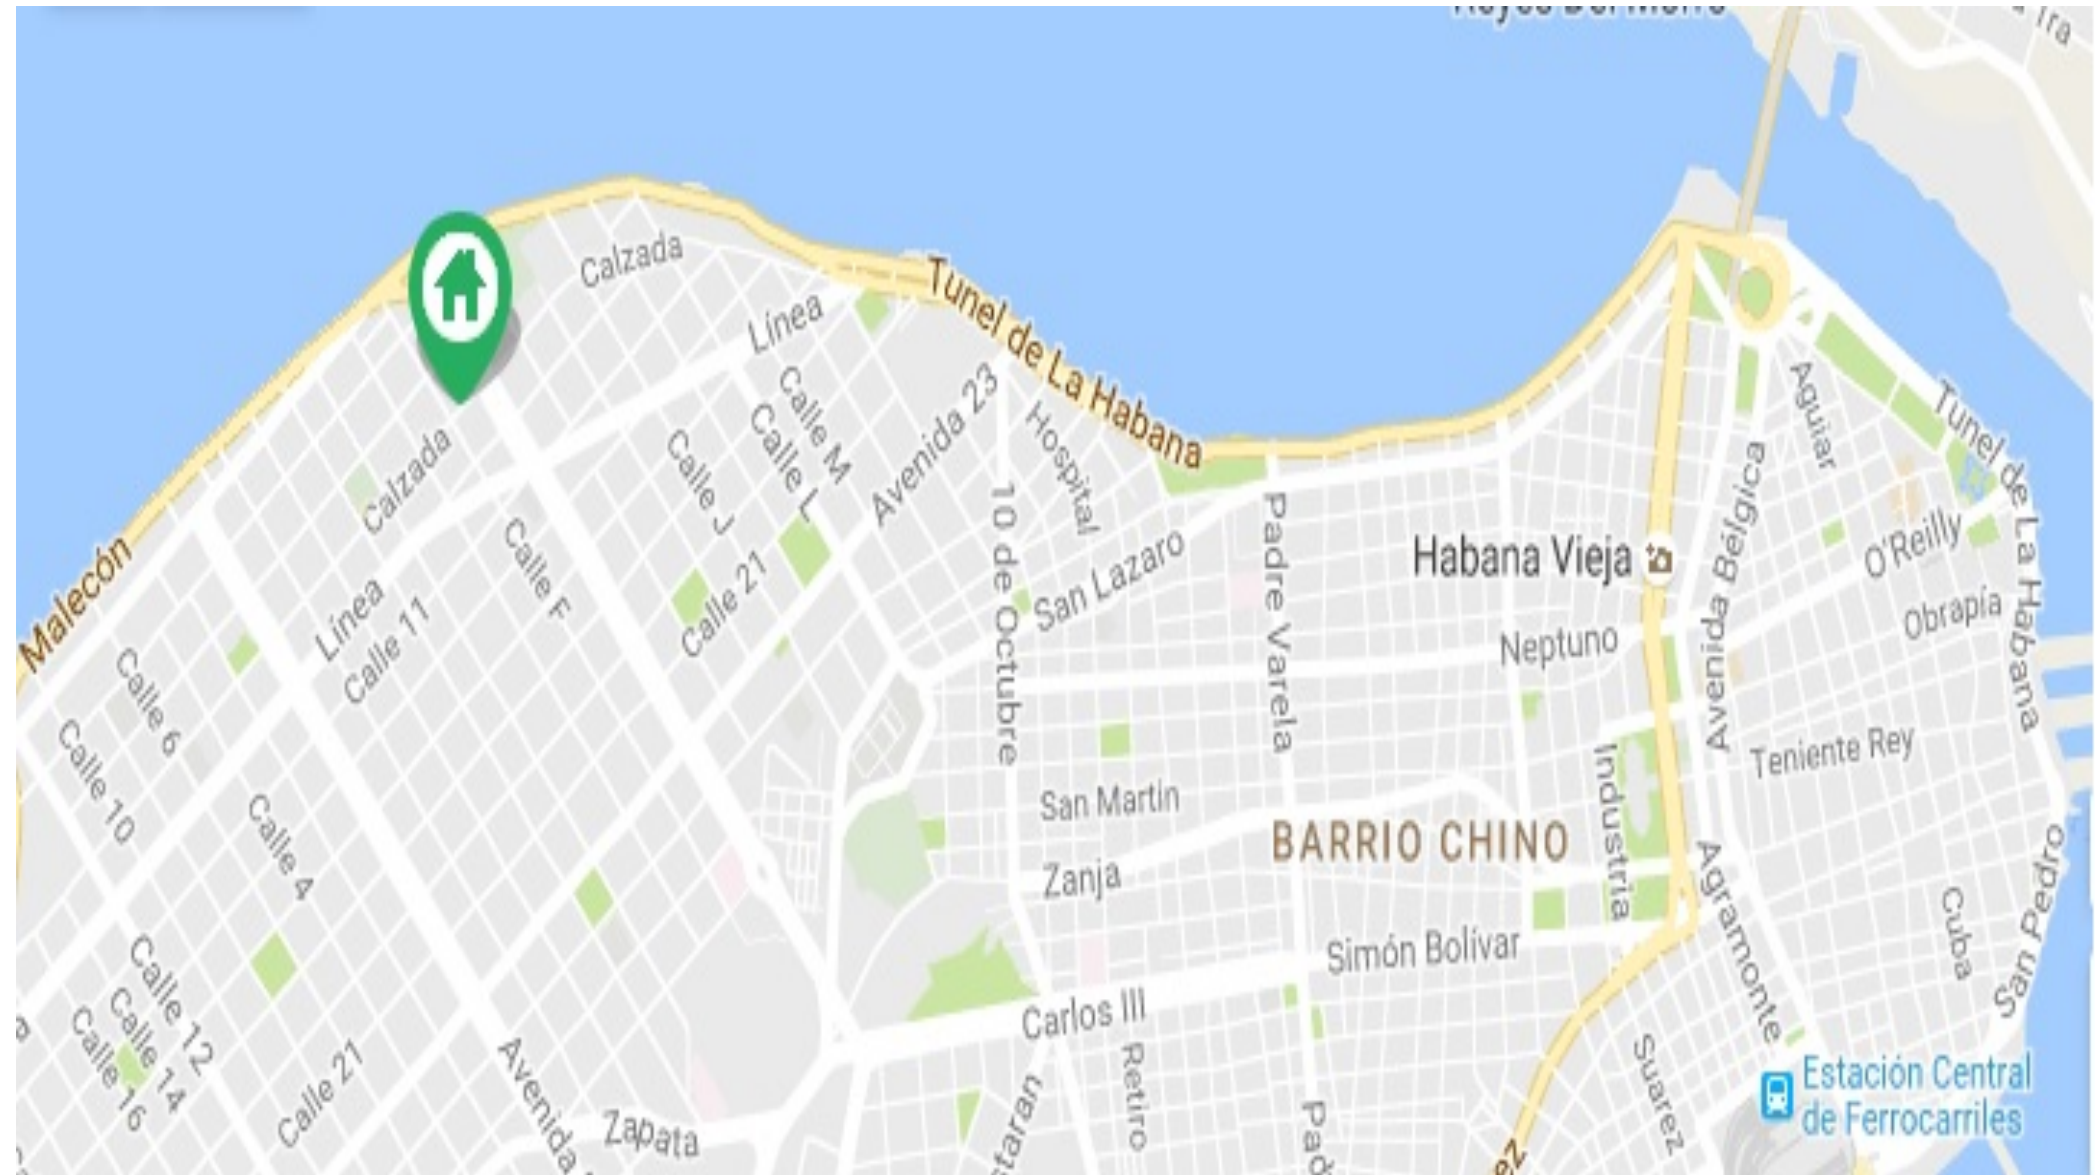 Calzada
Línea
Tunel de La Habana
Calle M
Calle L
Calle J
Avenida 23
Hospital
Calzada
Calle F
Malecón
Línea
Calle 11
Calle 21
10 de Octubre
San Lazaro
Padre Varela
Habana Vieja
Neptuno
Avenida Bélgica
Aguiar
Tunel de La Habana
O'Reilly
Obrapía
Teniente Rey
Industria
Calle 6
Calle 10
Calle 4
San Martin
Zanja
BARRIO CHINO
Agramonte
Cuba
San Pedro
Simón Bolívar
Carlos III
Calle 12
Calle 14
Calle 16
Calle 21
Avenida
Zapata
Retiro
Suarez
Estación Central
de Ferrocarriles